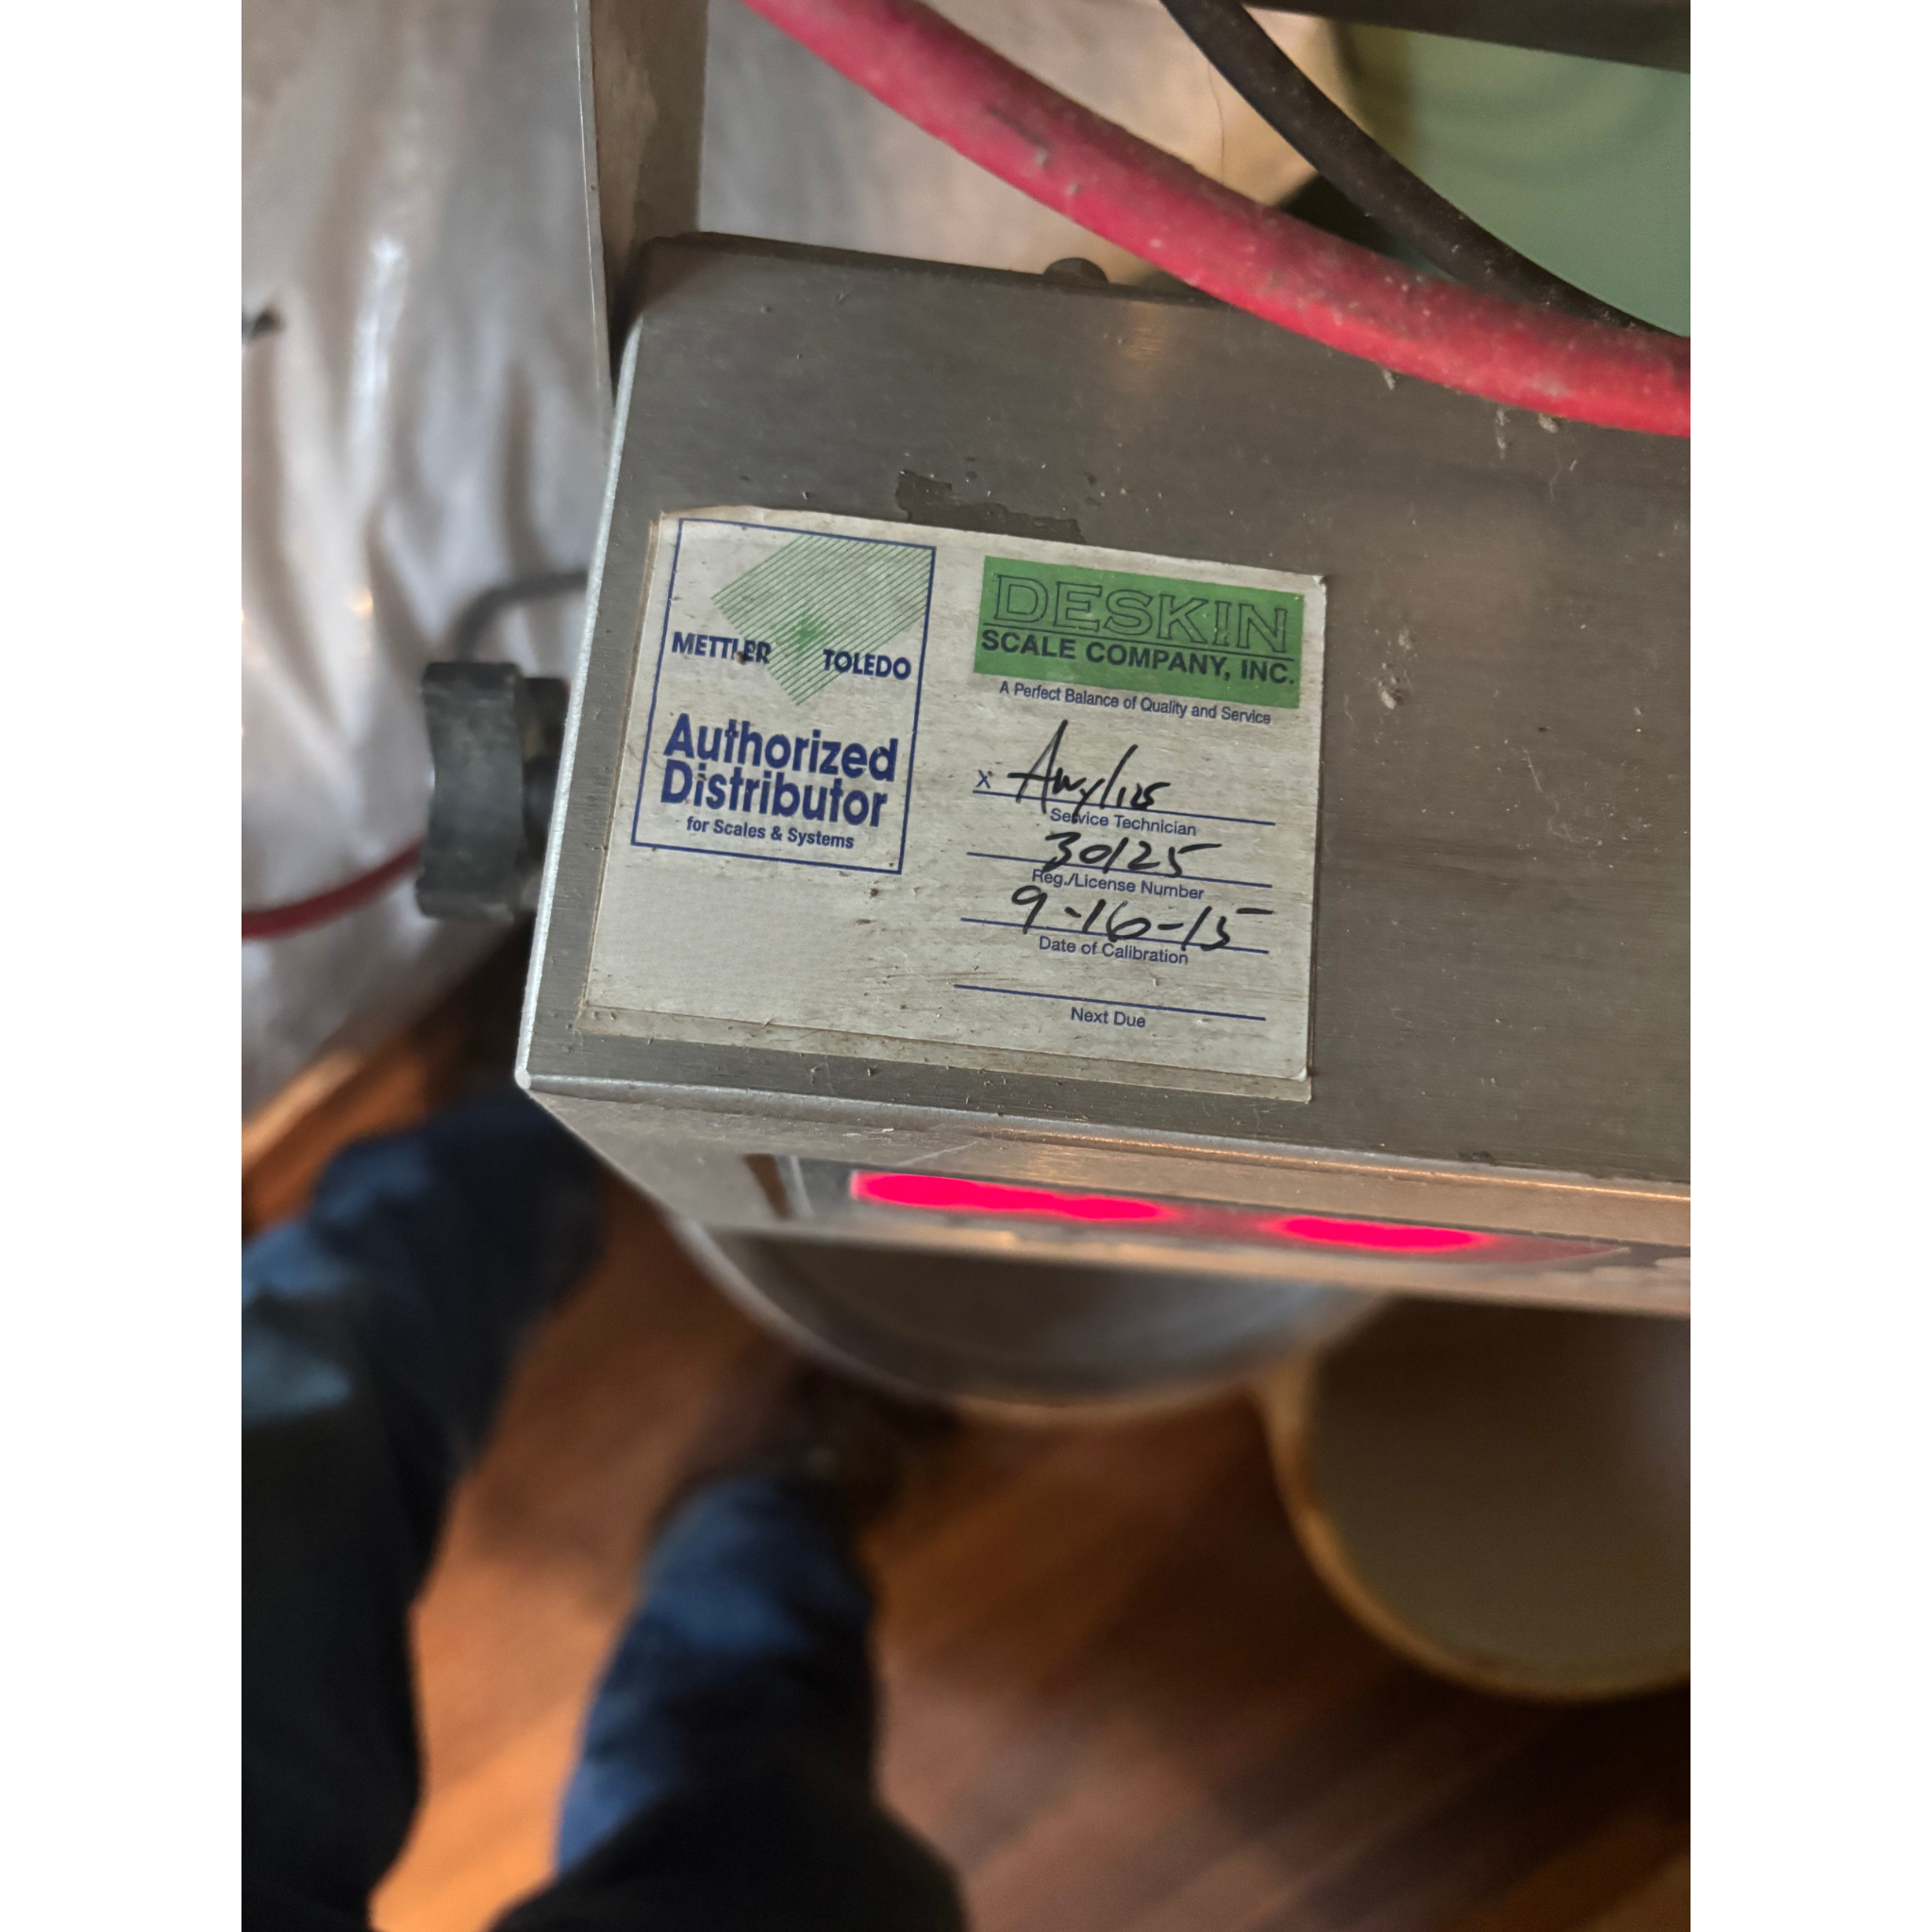 METTLER TOLEDO
Authorized
Distributor
for Scales & Systems
DESKIN
SCALE COMPANY, INC.
A Perfect Balance of Quality and Service
X
Service Technician
30125
Reg./License Number
9-16-15
Date of Calibration
Next Due